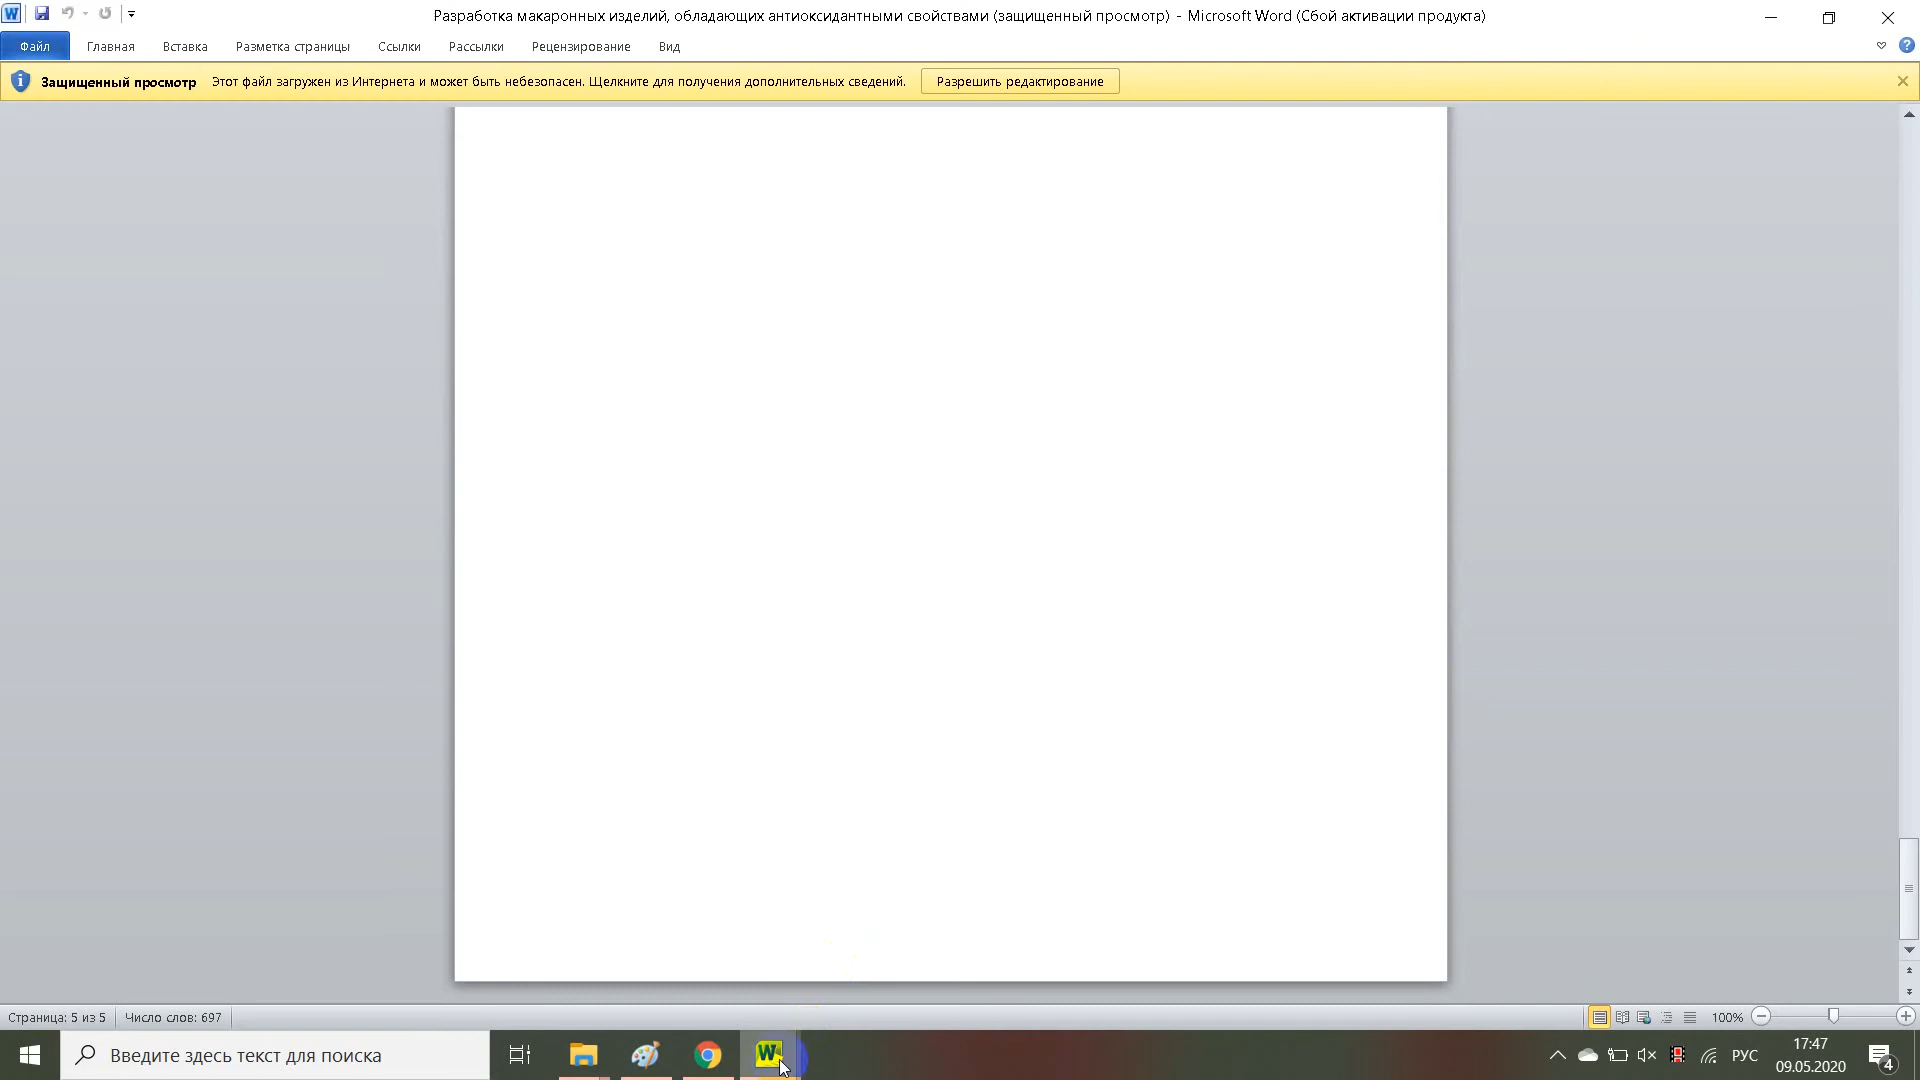 Разработка макаронных изделий, обладающих антиоксидантными свойствами (защищенный просмотр) - Microsoft Word (Сбой активации продукта)
Файл Главная Вставка Разметка страницы Ссылки Рассылки Рецензирование Вид
Защищенный просмотр Этот файл загружен из Интернета и может быть небезопасен. Щелкните для получения дополнительных сведений. Разрешить редактирование
Страница: 5 из 5 Число слов: 697 100%
Введите здесь текст для поиска РУС 17:47
09.05.2020 4